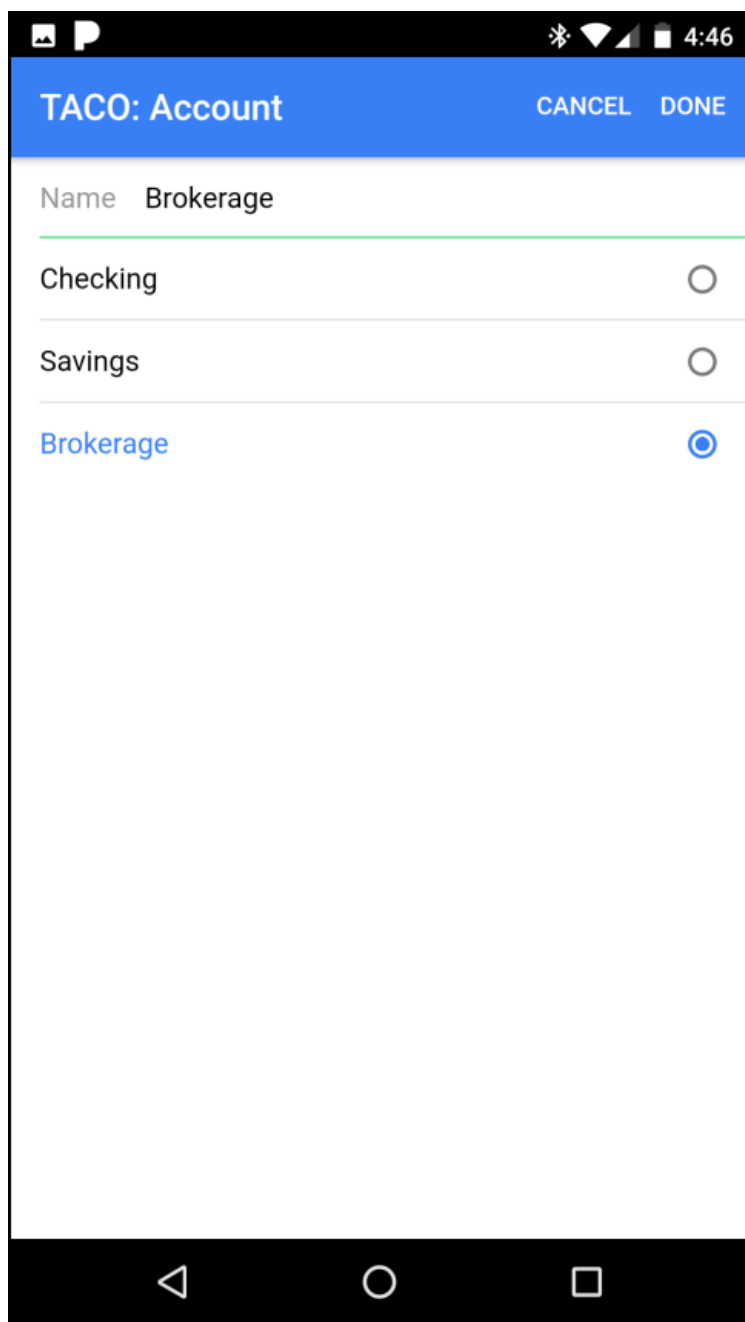 4:46
TACO: Account CANCEL DONE
Name Brokerage
Checking
Savings
Brokerage